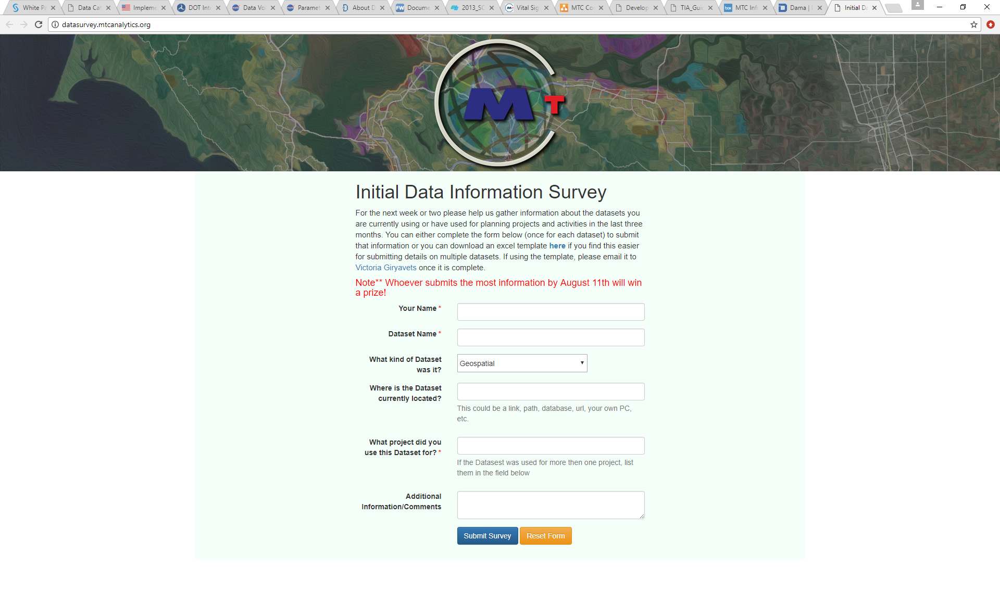 White Pa
Data Cat
Impleme
DOT Inte
Data Vo
Paramet
About D
FW Docume
2013_SC
Vital Sig
MTC Co
Develop
TIA_Guid
box MTC Inf
Dama | D
Initial Da
datasurvey.mtcanalytics.org
M T
Initial Data Information Survey
For the next week or two please help us gather information about the datasets you
are currently using or have used for planning projects and activities in the last three
months. You can either complete the form below (once for each dataset) to submit
that information or you can download an excel template here if you find this easier
for submitting details on multiple datasets. If using the template, please email it to
Victoria Giryavets once it is complete.
Note** Whoever submits the most information by August 11th will win
a prize!
Your Name *
Dataset Name *
What kind of Dataset
was it?
Geospatial
Where is the Dataset
currently located?
This could be a link, path, database, url, your own PC,
etc.
What project did you
use this Dataset for? *
If the Datasest was used for more then one project, list
them in the field below
Additional
Information/Comments
Submit Survey Reset Form